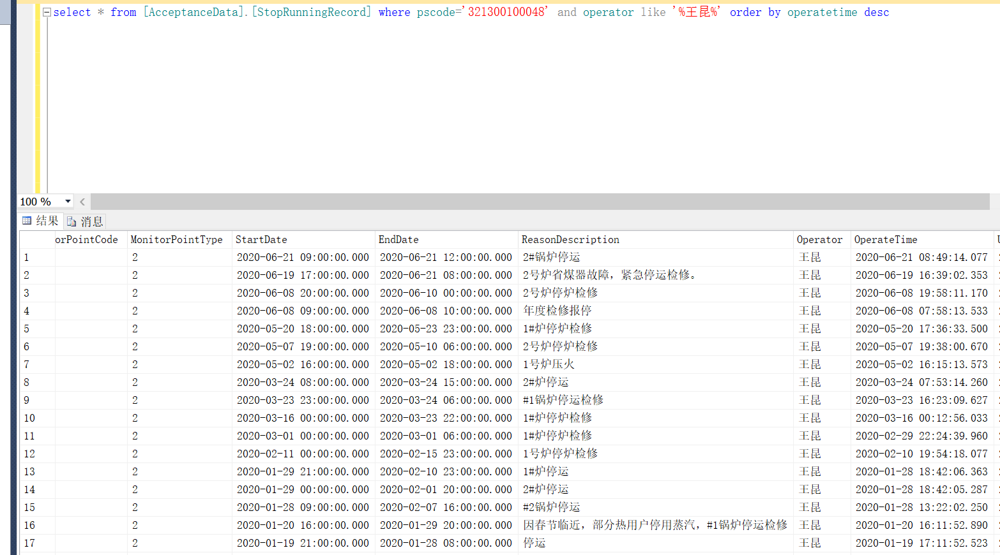 select * from [AcceptanceData].[StopRunningRecord] where pscode='321300100048' and operator like '%王昆%' order by operatetime desc
100 %
结果 消息
orPointCode MonitorPointType StartDate EndDate ReasonDescription Operator OperateTime
1 2 2020-06-21 09:00:00.000 2020-06-21 12:00:00.000 2#锅炉停运 王昆 2020-06-21 08:49:14.077
2 2 2020-06-19 17:00:00.000 2020-06-21 08:00:00.000 2号炉省煤器故障，紧急停运检修。 王昆 2020-06-19 16:39:02.353
3 2 2020-06-08 20:00:00.000 2020-06-10 00:00:00.000 2号炉停炉检修 王昆 2020-06-08 19:58:11.170
4 2 2020-06-08 09:00:00.000 2020-06-08 10:00:00.000 年度检修报停 王昆 2020-06-08 07:58:13.533
5 2 2020-05-20 18:00:00.000 2020-05-23 23:00:00.000 1#炉停炉检修 王昆 2020-05-20 17:36:33.500
6 2 2020-05-07 19:00:00.000 2020-05-10 06:00:00.000 2号炉停炉检修 王昆 2020-05-07 19:38:00.670
7 2 2020-05-02 16:00:00.000 2020-05-02 18:00:00.000 1号炉压火 王昆 2020-05-02 16:15:13.573
8 2 2020-03-24 08:00:00.000 2020-03-24 15:00:00.000 2#炉停运 王昆 2020-03-24 07:53:14.260
9 2 2020-03-23 23:00:00.000 2020-03-24 06:00:00.000 #1锅炉停运检修 王昆 2020-03-23 16:23:09.627
10 2 2020-03-16 00:00:00.000 2020-03-23 22:00:00.000 1#炉停炉检修 王昆 2020-03-16 00:12:56.033
11 2 2020-03-01 00:00:00.000 2020-03-01 06:00:00.000 1#炉停炉检修 王昆 2020-02-29 22:24:39.960
12 2 2020-02-11 00:00:00.000 2020-02-15 23:00:00.000 1号炉停炉检修 王昆 2020-02-10 19:54:18.077
13 2 2020-01-29 21:00:00.000 2020-02-10 23:00:00.000 1#炉停运 王昆 2020-01-28 18:42:06.363
14 2 2020-01-29 00:00:00.000 2020-02-01 20:00:00.000 2#炉停运 王昆 2020-01-28 18:42:05.287
15 2 2020-01-28 09:00:00.000 2020-02-07 16:00:00.000 #2锅炉停运 王昆 2020-01-28 13:22:02.250
16 2 2020-01-20 16:00:00.000 2020-01-29 20:00:00.000 因春节临近，部分热用户停用蒸汽，#1锅炉停运检修 王昆 2020-01-20 16:11:52.890
17 2 2020-01-19 21:00:00.000 2020-01-28 08:00:00.000 停运 王昆 2020-01-19 17:11:52.523